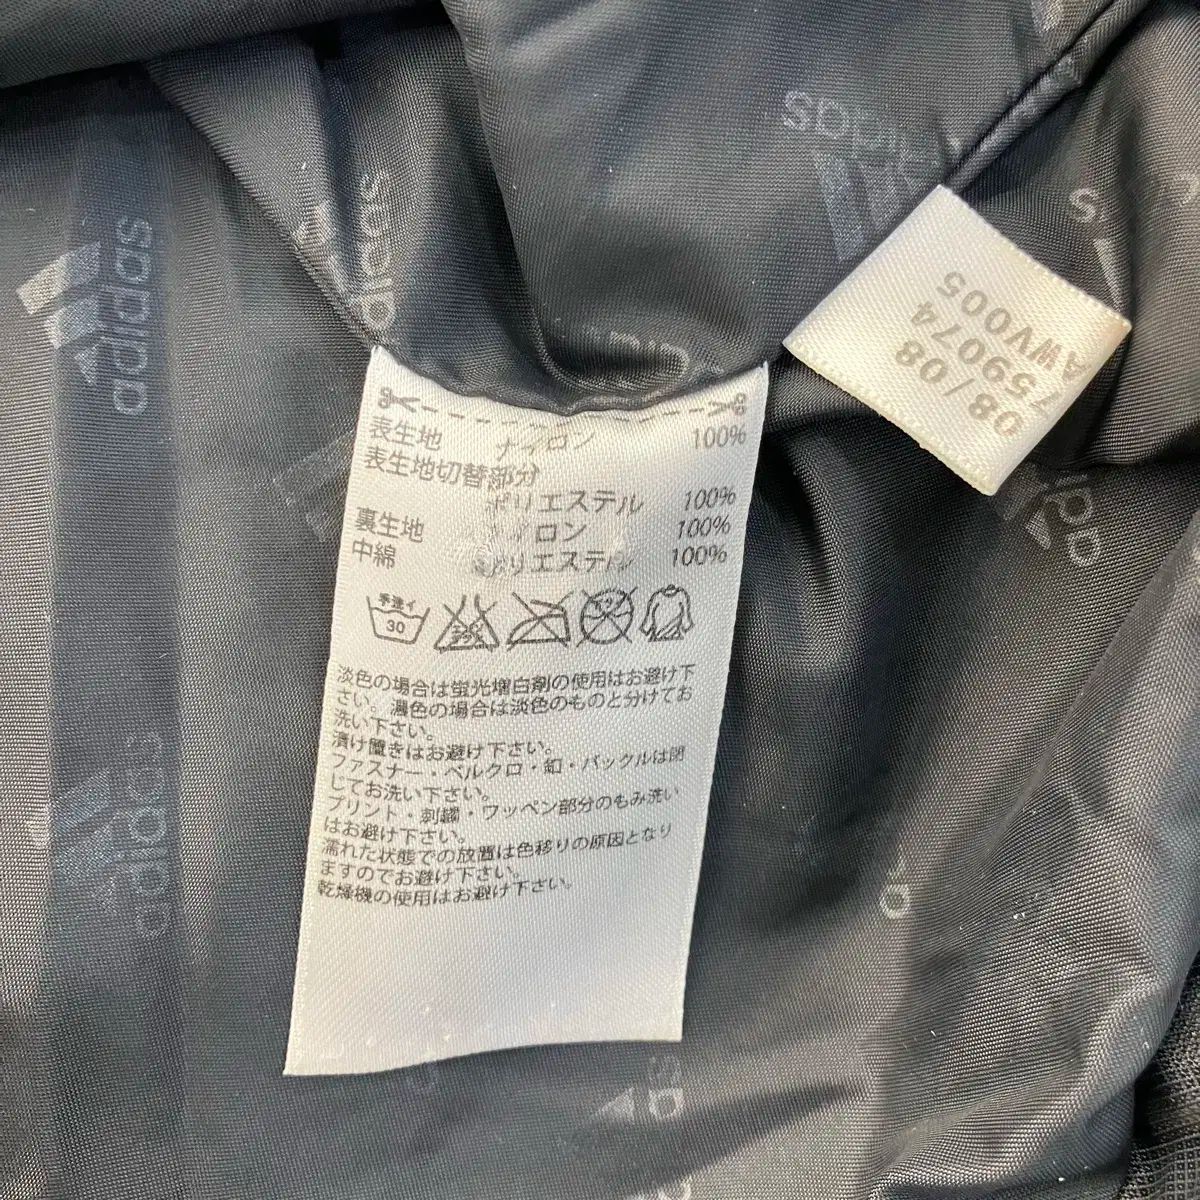 表生地 ナイロン 100%
表生地切替部分
ポリエステル 100%
裏生地 ナイロン 100%
中綿 ポリエステル 100%
手洗イ
30
淡色の場合は蛍光増白剤の使用はお避け下
さい。濃色の場合は淡色のものと分けてお
洗い下さい。
漬け置きはお避け下さい。
ファスナー・ベルクロ・釦・バックルは閉
じてお洗い下さい。
プリント・刺繍・ワッペン部分のもみ洗い
はお避け下さい。
濡れた状態での放置は色移りの原因となり
ますのでお避け下さい。
乾燥機の使用はお避け下さい。
08/08
759074
AWV005
adidas
adidas
adidas
adidas